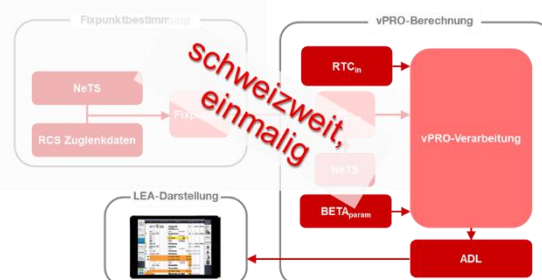 Fixpunktbestimmung
NeTS
RCS Zuglenkdaten
schweizweit,
einmalig
vPRO-Berechnung
RTCin
NeTS
BETAparam
vPRO-Verarbeitung
ADL
LEA-Darstellung